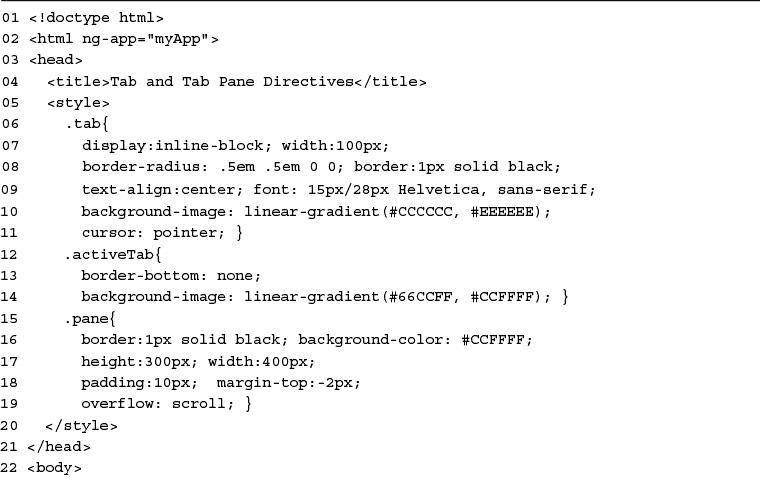 01 <!doctype html>
02 <html ng-app="myApp">
03 <head>
04   <title>Tab and Tab Pane Directives</title>
05   <style>
06     .tab{
07       display:inline-block; width:100px;
08       border-radius: .5em .5em 0 0; border:1px solid black;
09       text-align:center; font: 15px/28px Helvetica, sans-serif;
10       background-image: linear-gradient(#CCCCCC, #EEEEEE);
11       cursor: pointer; }
12     .activeTab{
13       border-bottom: none;
14       background-image: linear-gradient(#66CCFF, #CCFFFF); }
15     .pane{
16       border:1px solid black; background-color: #CCFFFF;
17       height:300px; width:400px;
18       padding:10px;  margin-top:-2px;
19       overflow: scroll; }
20   </style>
21 </head>
22 <body>